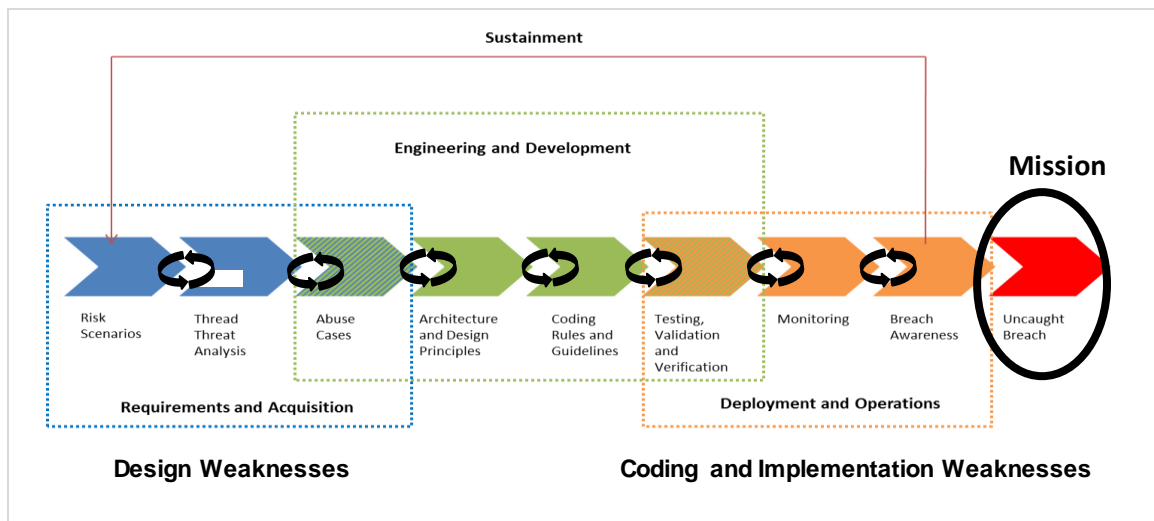 Sustainment
Engineering and Development
Mission
Risk
Scenarios
Thread
Threat
Analysis
Abuse
Cases
Architecture
and Design
Principles
Coding
Rules and
Guidelines
Testing,
Validation
and
Verification
Monitoring
Breach
Awareness
Uncaught
Breach
Requirements and Acquisition
Deployment and Operations
Design Weaknesses
Coding and Implementation Weaknesses